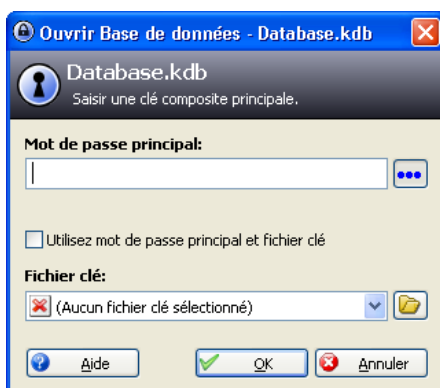 Ouvrir Base de données - Database.kdb
Database.kdb
Saisir une clé composite principale.
Mot de passe principal:
Utilisez mot de passe principal et fichier clé
Fichier clé:
(Aucun fichier clé sélectionné)
Aide OK Annuler